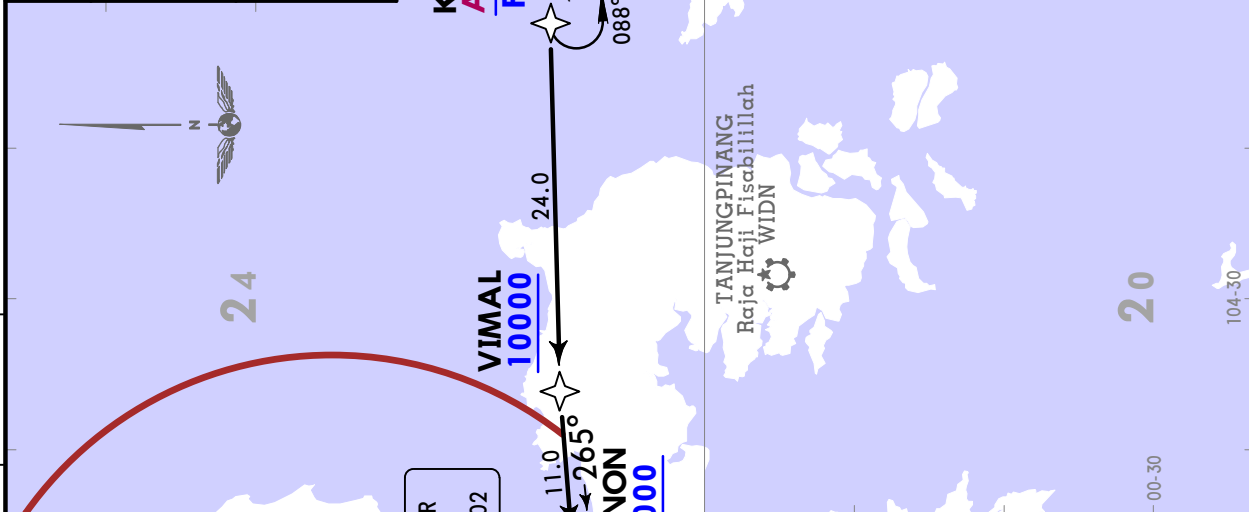 088°
N
24.0
TANJUNGPINANG
Raja Haji Fisabilillah
WIDN
24
VIMAL
10000
20
104-30
265°
11.0
00-30